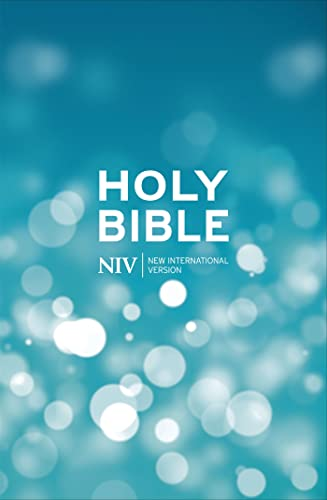 HOLY
BIBLE
NIV NEW INTERNATIONAL
VERSION